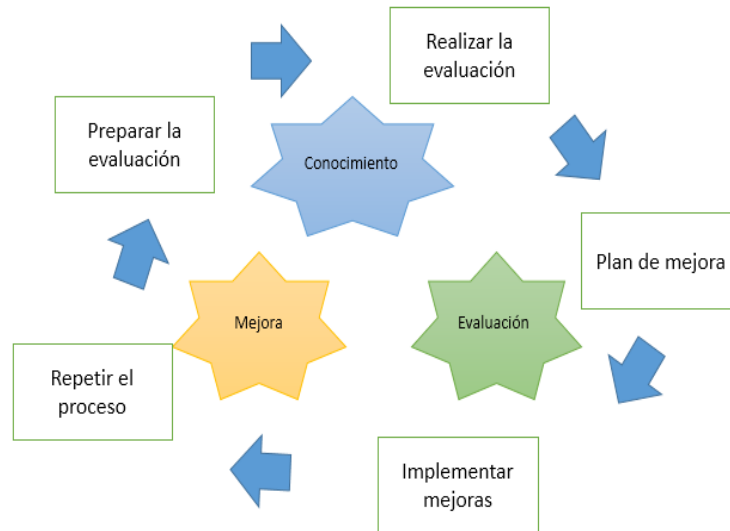 Realizar la
evaluación
Preparar la
evaluación
Conocimiento
Plan de mejora
Mejora
Evaluación
Repetir el
proceso
Implementar
mejoras